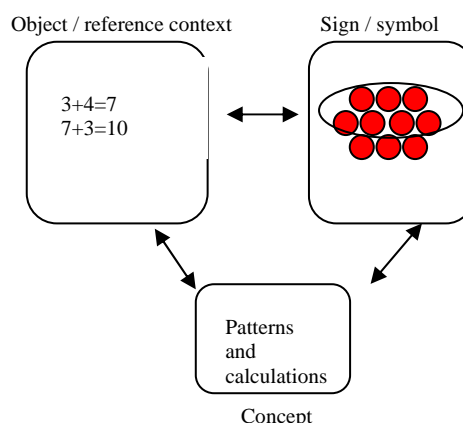 Object / reference context
Sign / symbol
3+4=7
7+3=10
Patterns
and
calculations
Concept